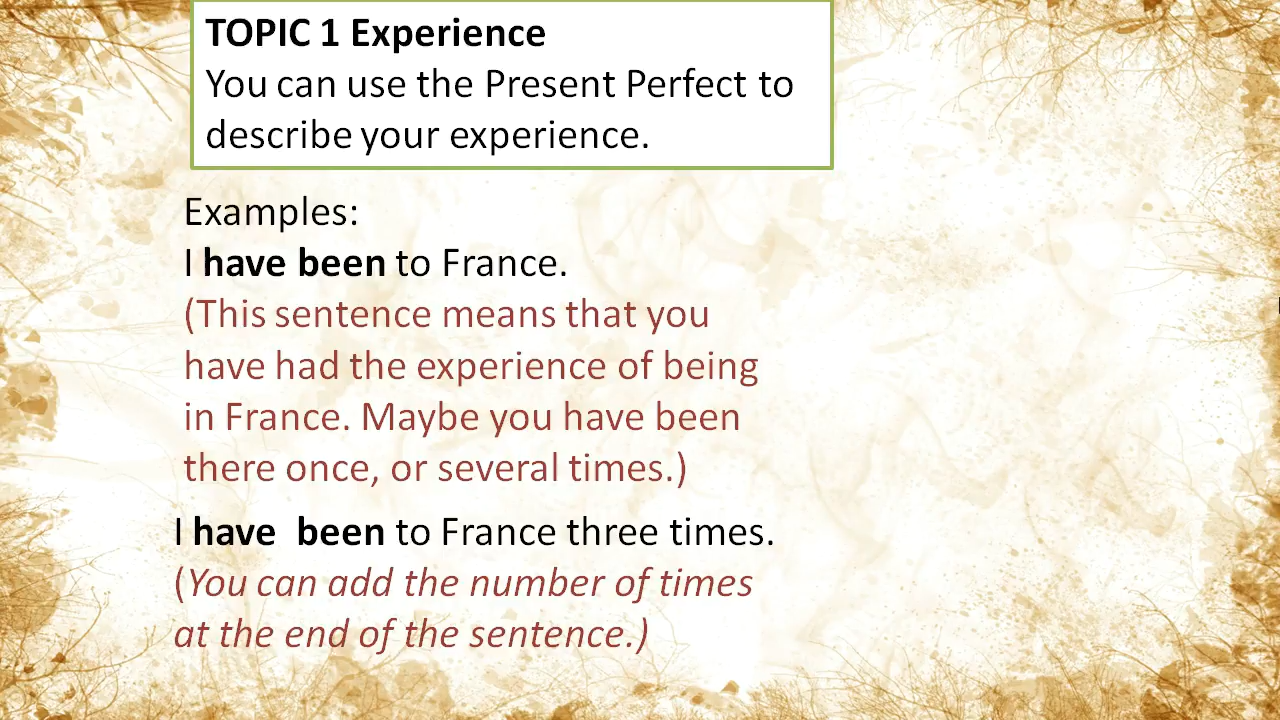 TOPIC 1 Experience
You can use the Present Perfect to
describe your experience.
Examples:
I have been to France.
(This sentence means that you
have had the experience of being
in France. Maybe you have been
there once, or several times.)
I have  been to France three times.
(You can add the number of times
at the end of the sentence.)